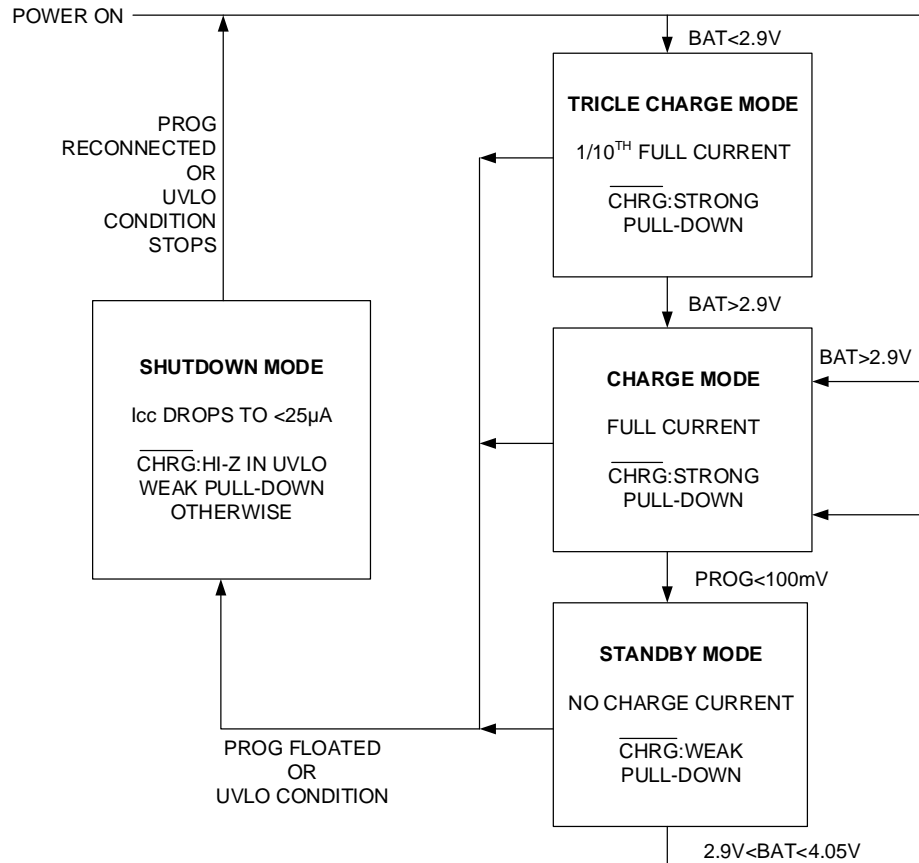 POWER ON
BAT<2.9V
TRICLE CHARGE MODE
1/10TH FULL CURRENT
CHRG:STRONG
PULL-DOWN
PROG
RECONNECTED
OR
UVLO
CONDITION
STOPS
BAT>2.9V
SHUTDOWN MODE
Icc DROPS TO <25µA
CHRG:HI-Z IN UVLO
WEAK PULL-DOWN
OTHERWISE
CHARGE MODE
FULL CURRENT
CHRG:STRONG
PULL-DOWN
BAT>2.9V
PROG<100mV
STANDBY MODE
NO CHARGE CURRENT
CHRG:WEAK
PULL-DOWN
PROG FLOATED
OR
UVLO CONDITION
2.9V<BAT<4.05V